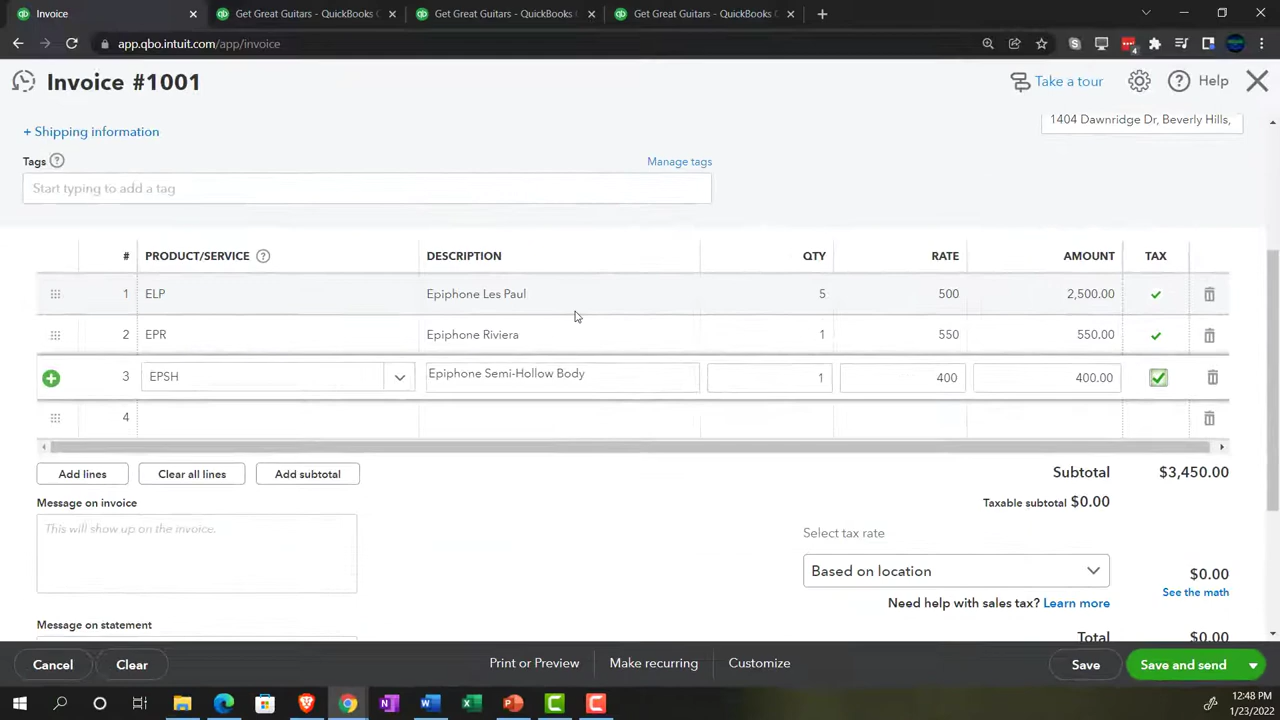 Invoice
Get Great Guitars - QuickBooks
Get Great Guitars - QuickBooks
Get Great Guitars - QuickBooks
app.qbo.intuit.com/app/invoice
4
Invoice #1001
Take a tour
Help
+ Shipping information
1404 Dawnridge Dr, Beverly Hills,
Tags
Manage tags
Start typing to add a tag
# PRODUCT/SERVICE DESCRIPTION QTY RATE AMOUNT TAX
1 ELP Epiphone Les Paul 5 500 2,500.00
2 EPR Epiphone Riviera 1 550 550.00
3 EPSH Epiphone Semi-Hollow Body 1 400 400.00
4
Add lines Clear all lines Add subtotal
Subtotal $3,450.00
Message on invoice
Taxable subtotal $0.00
This will show up on the invoice.
Select tax rate
Based on location $0.00
See the math
Need help with sales tax? Learn more
Message on statement
Total $0.00
Cancel Clear Print or Preview Make recurring Customize Save Save and send
12:48 PM
1/23/2022